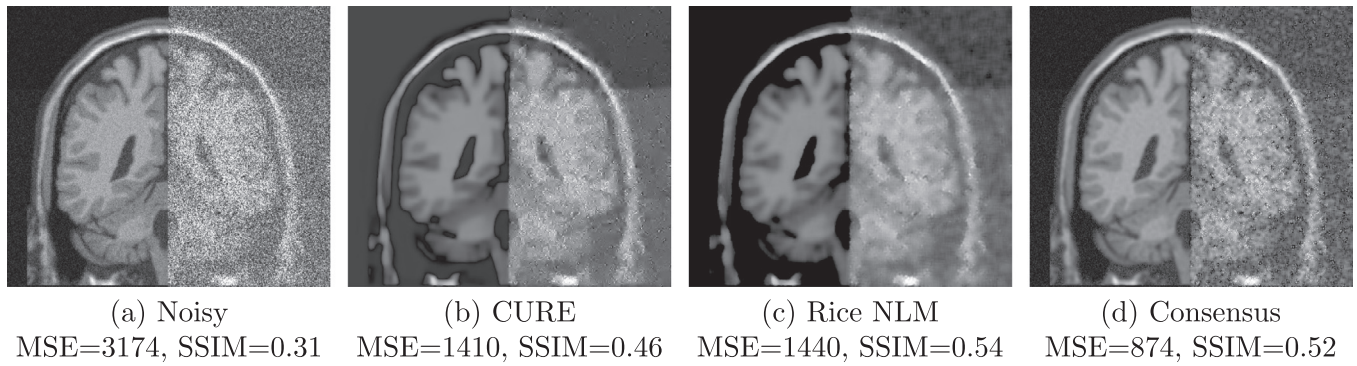 (a) Noisy
MSE=3174, SSIM=0.31
(b) CURE
MSE=1410, SSIM=0.46
(c) Rice NLM
MSE=1440, SSIM=0.54
(d) Consensus
MSE=874, SSIM=0.52